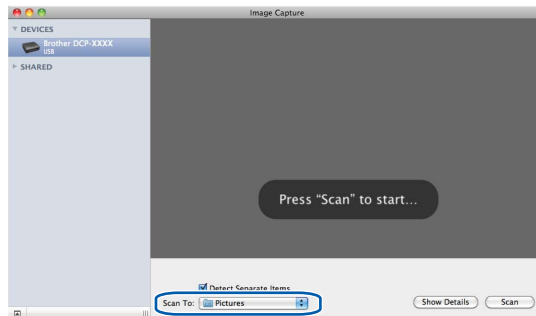 Image Capture
DEVICES
Brother DCP-XXXX
USB
SHARED
Press “Scan” to start...
Detect Separate Items
Scan To: Pictures
Show Details
Scan